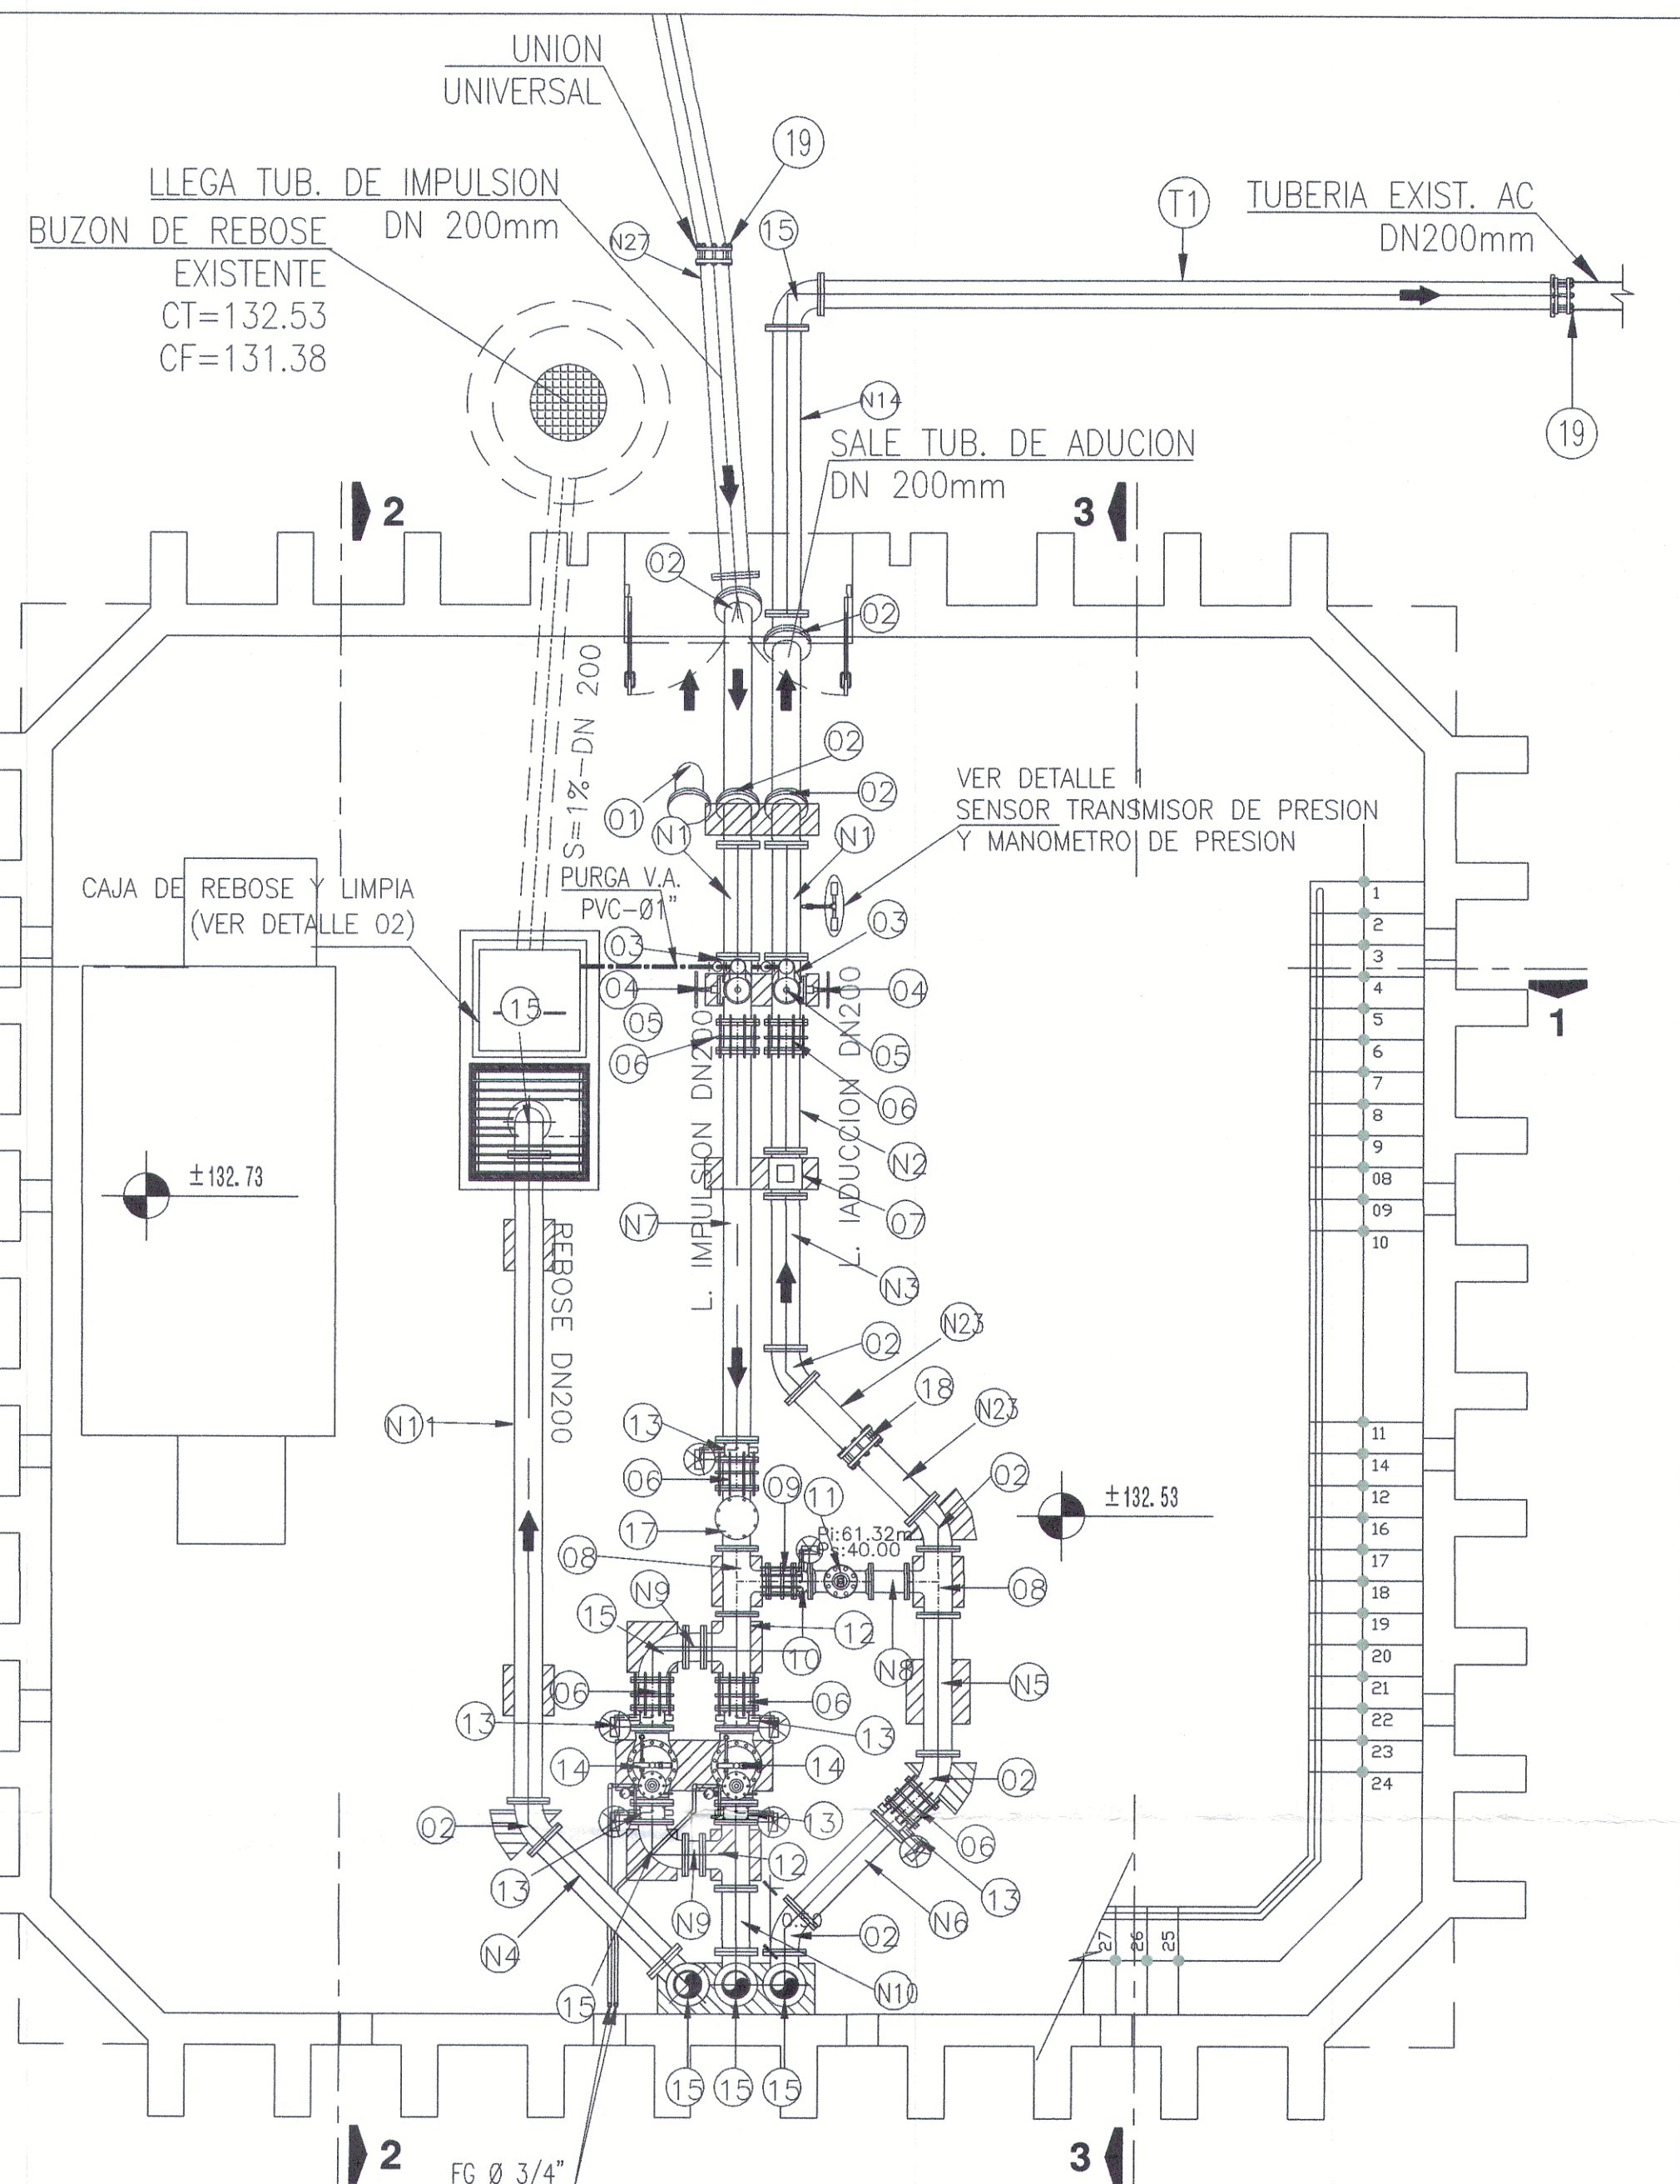 UNION
UNIVERSAL
19
LLEGA TUB. DE IMPULSION
DN 200mm
T1
TUBERIA EXIST. AC
DN200mm
BUZON DE REBOSE
EXISTENTE
CT=132.53
CF=131.38
N27
15
N14
19
SALE TUB. DE ADUCION
DN 200mm
2
3
02
02
S=1%-DN 200
02
02
01
N1
N1
VER DETALLE 1
SENSOR TRANSMISOR DE PRESION
Y MANOMETRO DE PRESION
CAJA DE REBOSE Y LIMPIA
(VER DETALLE 02)
PURGA V.A.
PVC-Ø1"
03
03
04
04
05
05
06
06
15
L. IMPULSION DN200
L. IADUCCION DN200
N2
07
N7
N3
±132.73
REBOSE DN200
N11
02
N23
18
N23
02
13
06
09
11
17
Pi:61.32m
Ps:40.00
±132.53
08
08
N9
15
12
10
N8
N5
06
06
13
13
14
14
02
02
13
13
06
12
13
N9
N6
N4
0.30
02
N10
15
15
15
15
1
2
3
4
5
6
7
8
9
08
09
10
1
11
14
12
16
17
18
19
20
21
22
23
24
27
26
25
2
3
FG Ø 3/4"